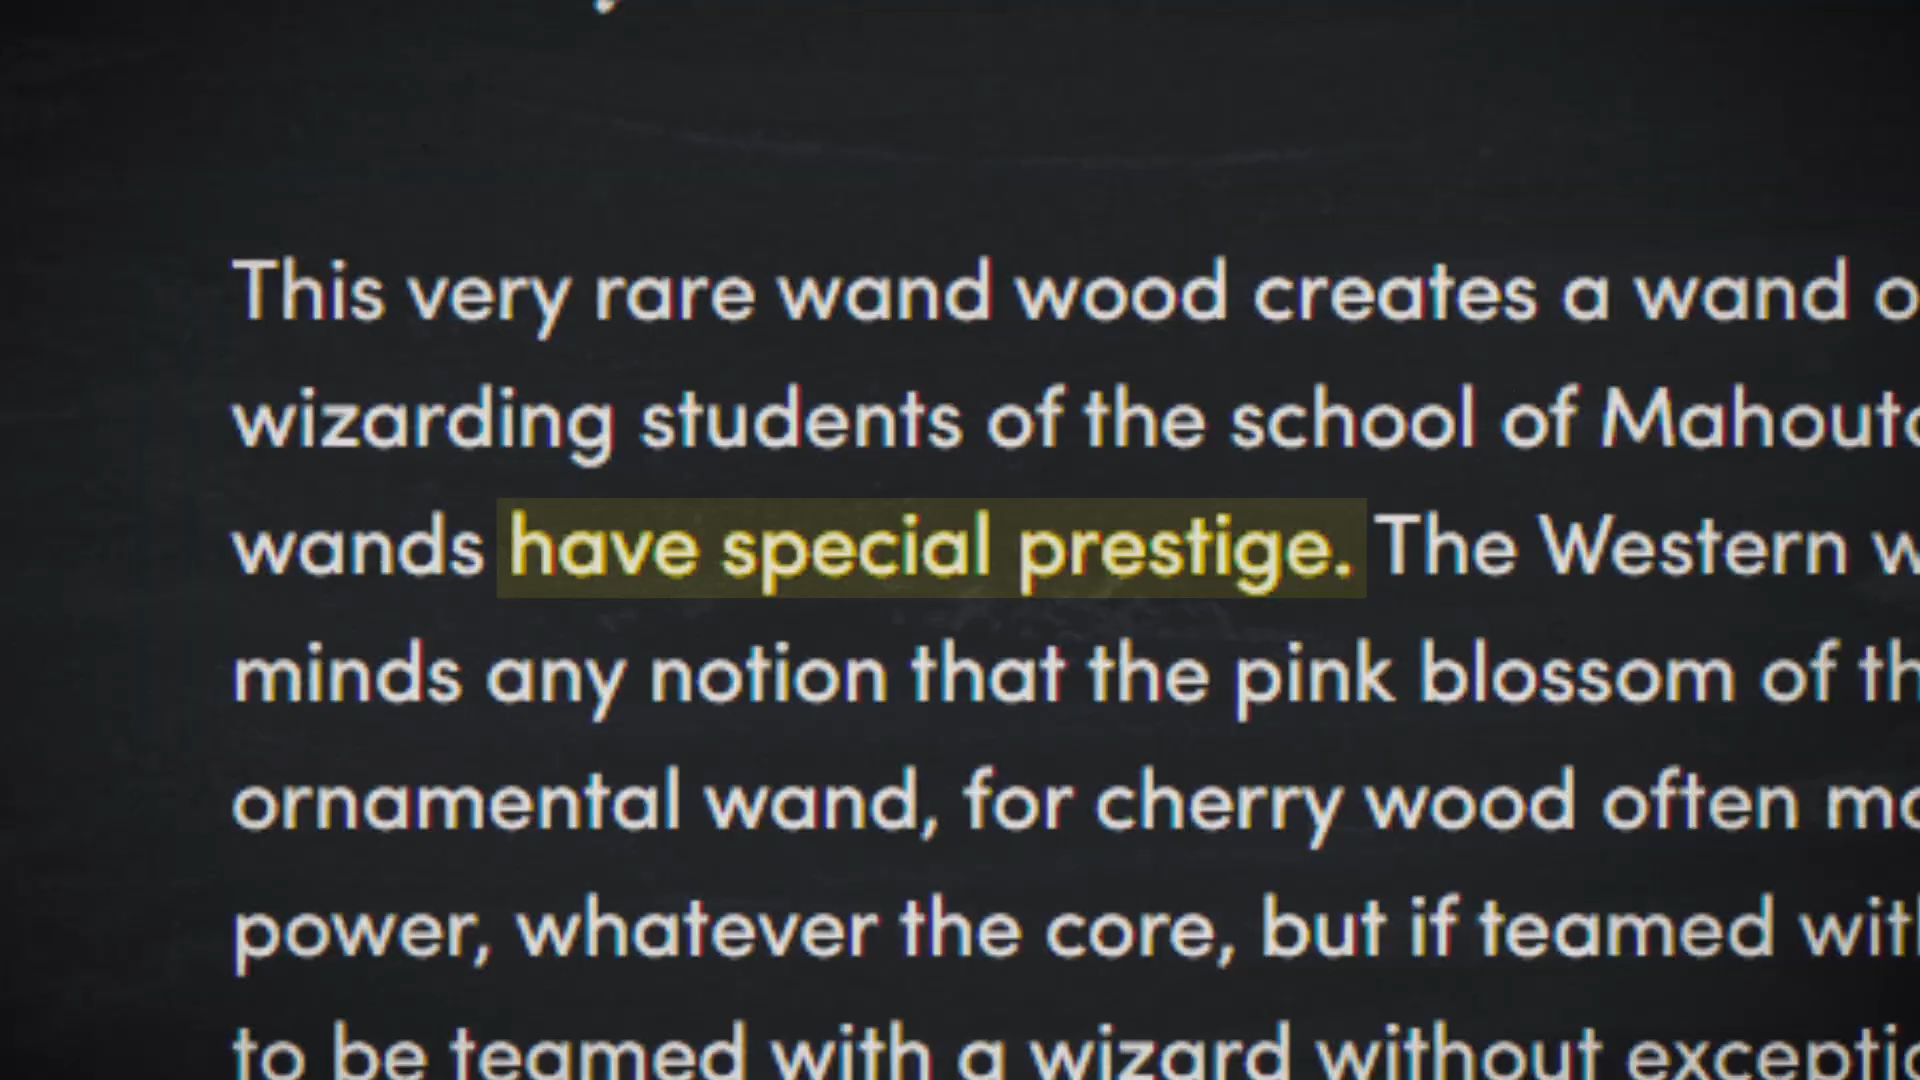 This very rare wand wood creates a wand
wizarding students of the school of
wands have special prestige. The Western
minds any notion that the pink blossom of
ornamental wand, for cherry wood often
power, whatever the core, but if teamed
to be teamed with a wizard without